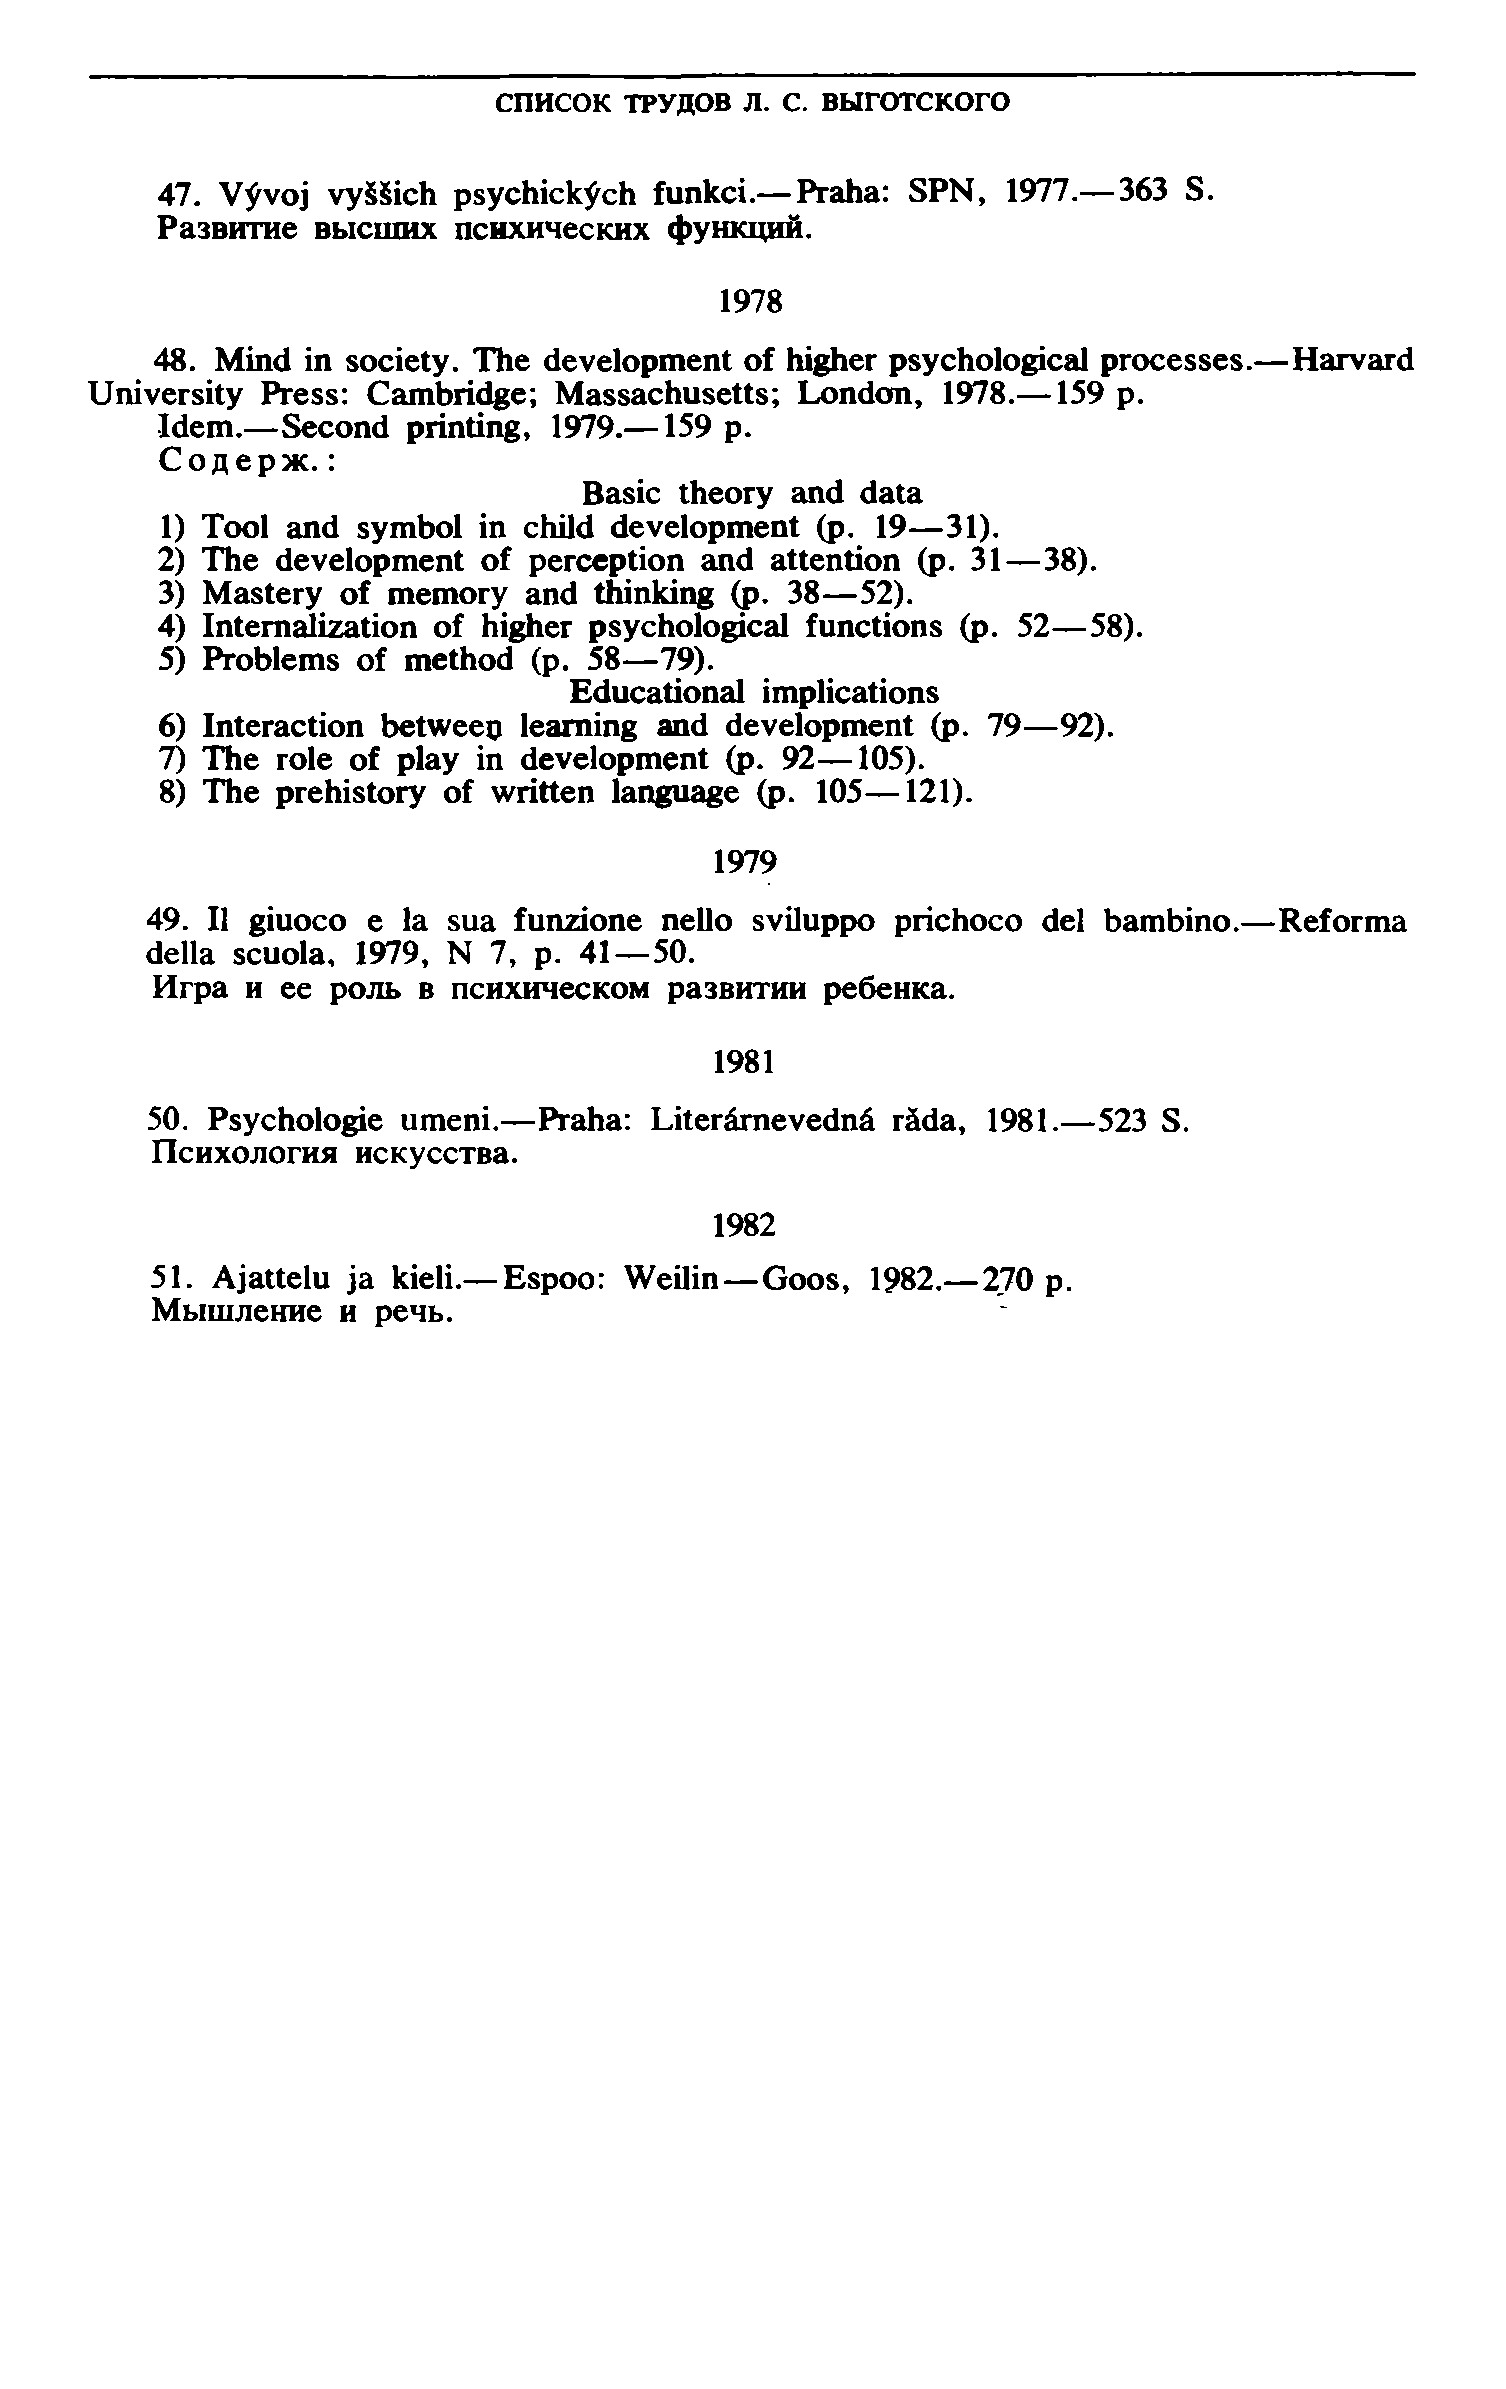 СПИСОК ТРУДОВ Л. С. ВЫГОТСКОГО
47. Vývoj vyššich psychických funkci.—Praha: SPN, 1977.—363 S.
Развитие высших психических функций.
1978
48. Mind in society. The development of higher psychological processes.—Harvard
University Press: Cambridge; Massachusetts; London, 1978.—159 p.
Idem.—Second printing, 1979.—159 p.
Содерж.:
Basic theory and data
1) Tool and symbol in child development (p. 19—31).
2) The development of perception and attention (p. 31—38).
3) Mastery of memory and thinking (p. 38—52).
4) Internalization of higher psychological functions (p. 52—58).
5) Problems of method (p. 58—79).
Educational implications
6) Interaction between learning and development (p. 79—92).
7) The role of play in development (p. 92—105).
8) The prehistory of written language (p. 105—121).
1979
49. Il giuoco e la sua funzione nello sviluppo prichoco del bambino.—Reforma
della scuola, 1979, N 7, p. 41—50.
Игра и ее роль в психическом развитии ребенка.
1981
50. Psychologie umeni.—Praha: Literárnevedná ràda, 1981.—523 S.
Психология искусства.
1982
51. Ajattelu ja kieli.—Espoo: Weilin—Goos, 1982.—270 p.
Мышление и речь.